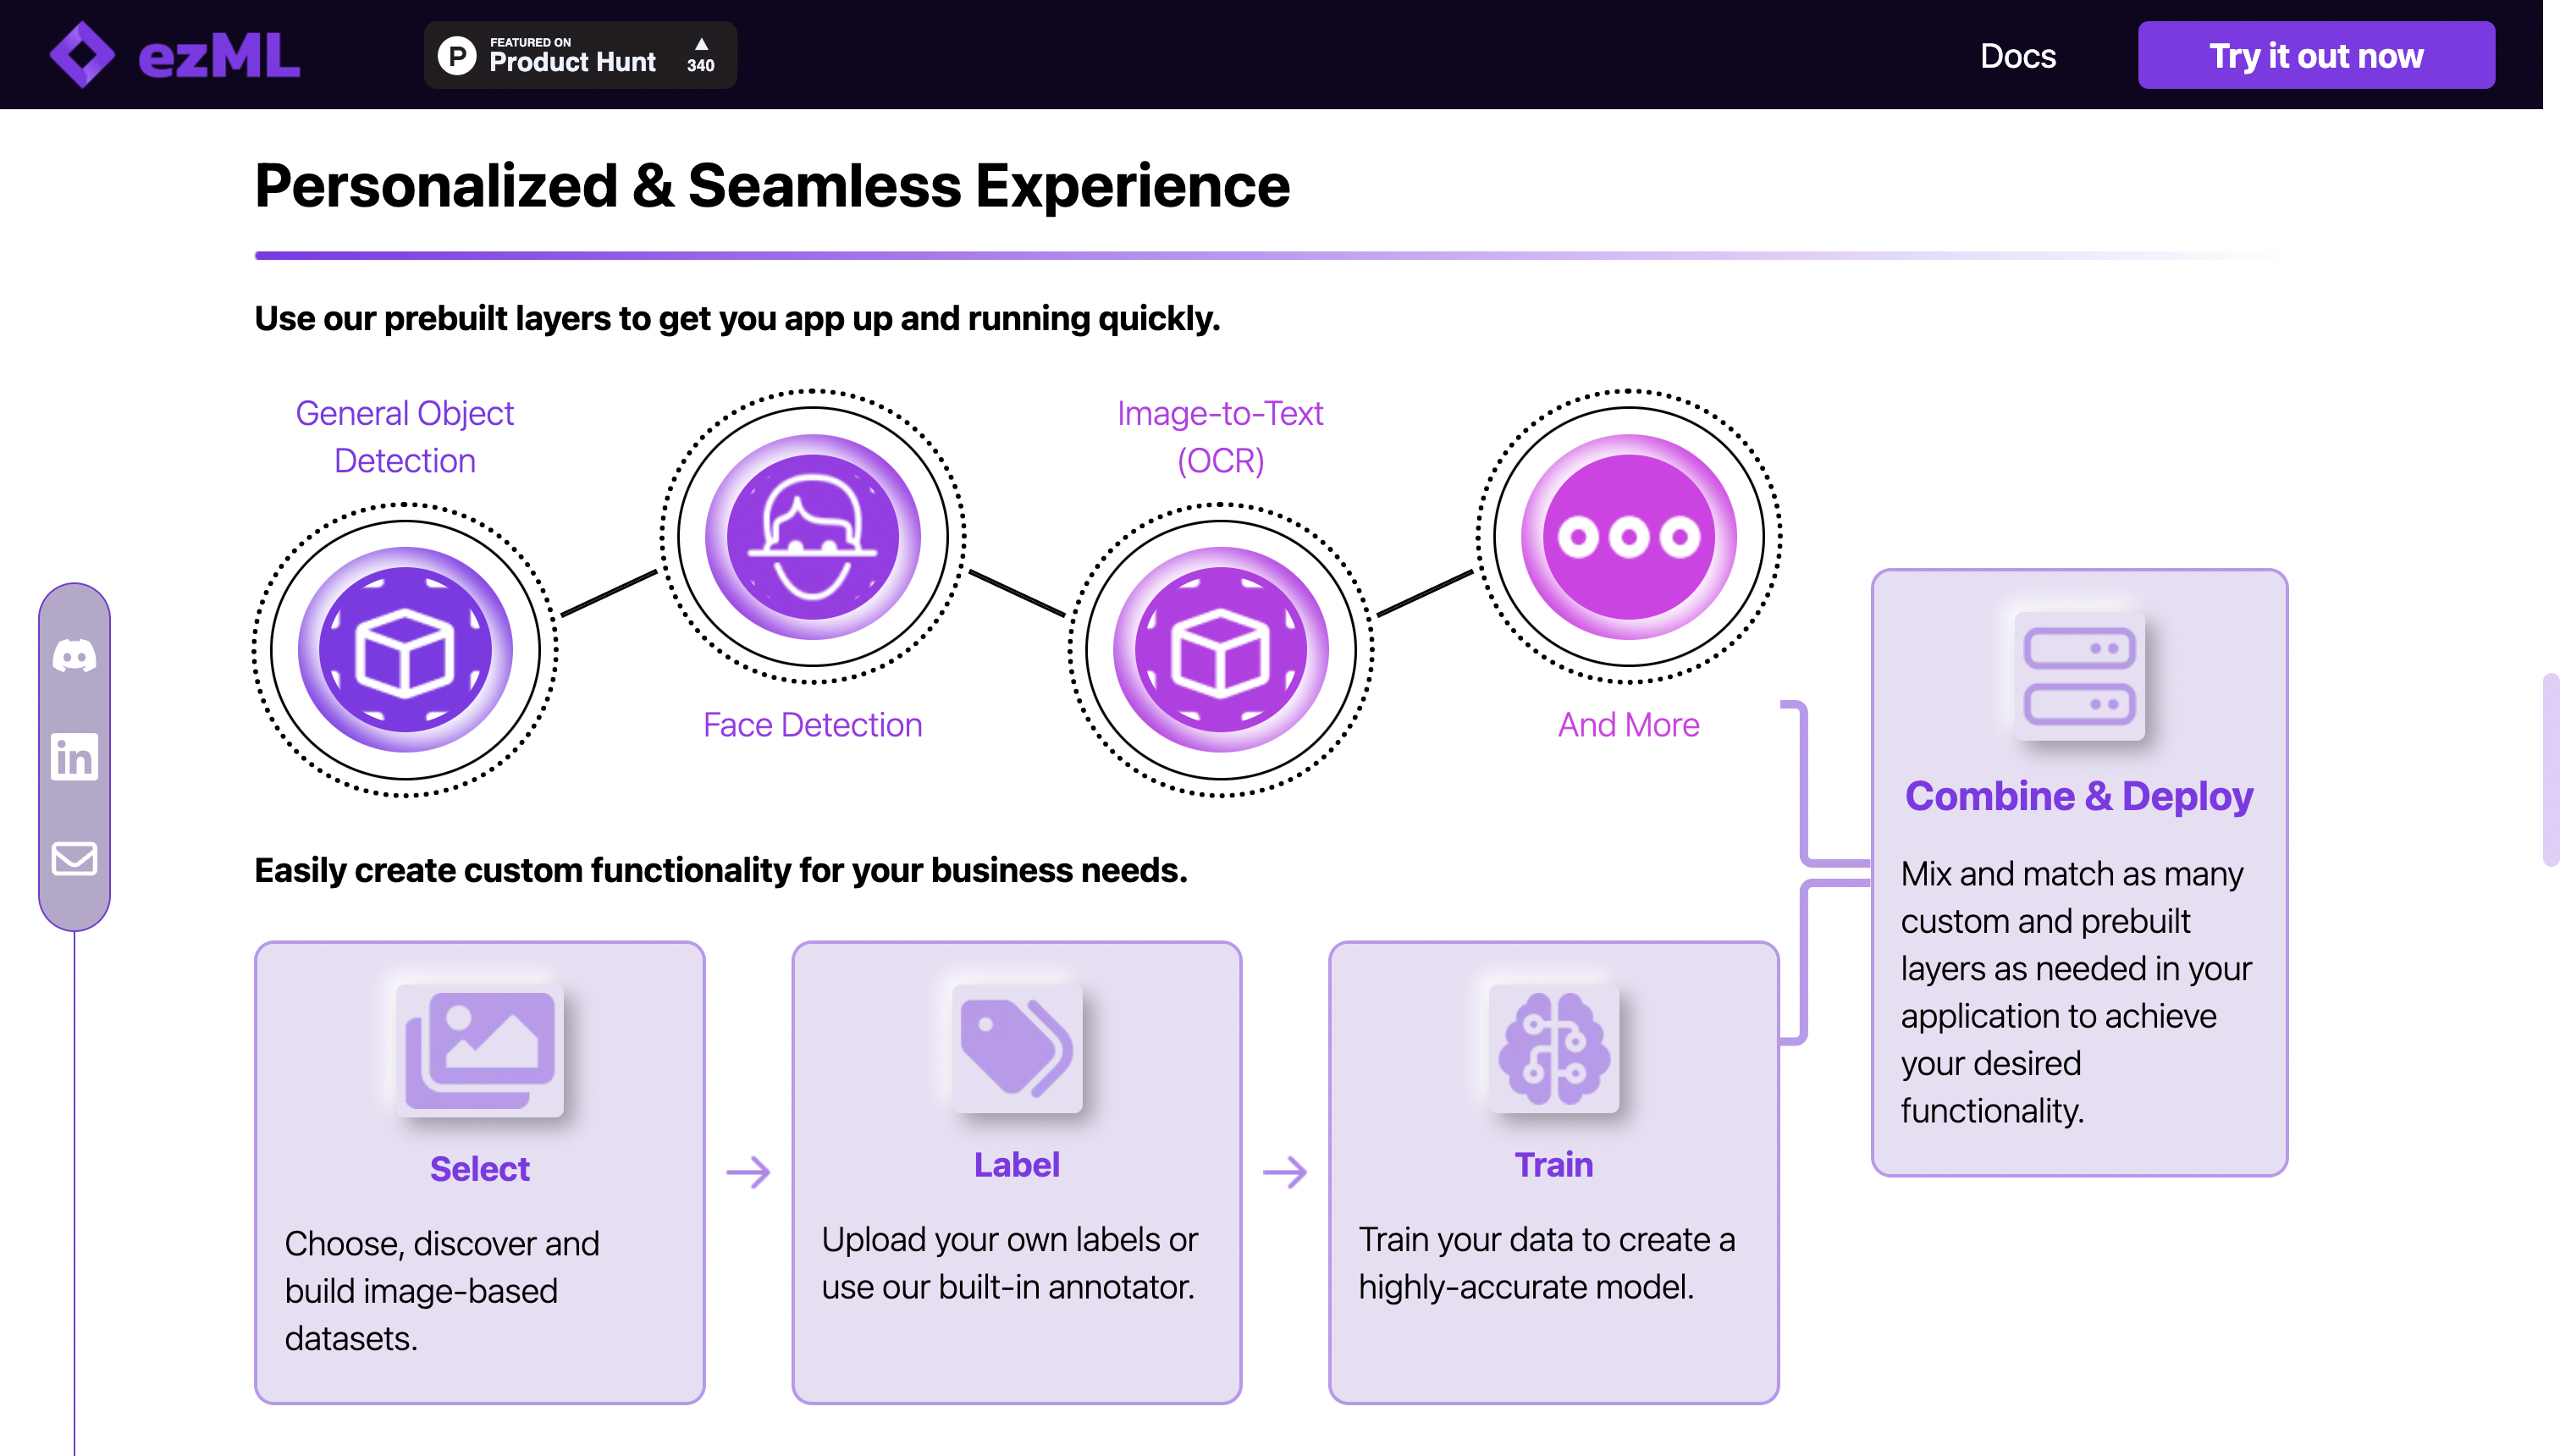 ezML
FEATURED ON
Product Hunt
340
Docs
Try it out now
Personalized & Seamless Experience
Use our prebuilt layers to get you app up and running quickly.
General Object
Detection
Face Detection
Image-to-Text
(OCR)
And More
Easily create custom functionality for your business needs.
Select
Choose, discover and
build image-based
datasets.
Label
Upload your own labels or
use our built-in annotator.
Train
Train your data to create a
highly-accurate model.
Combine & Deploy
Mix and match as many
custom and prebuilt
layers as needed in your
application to achieve
your desired
functionality.